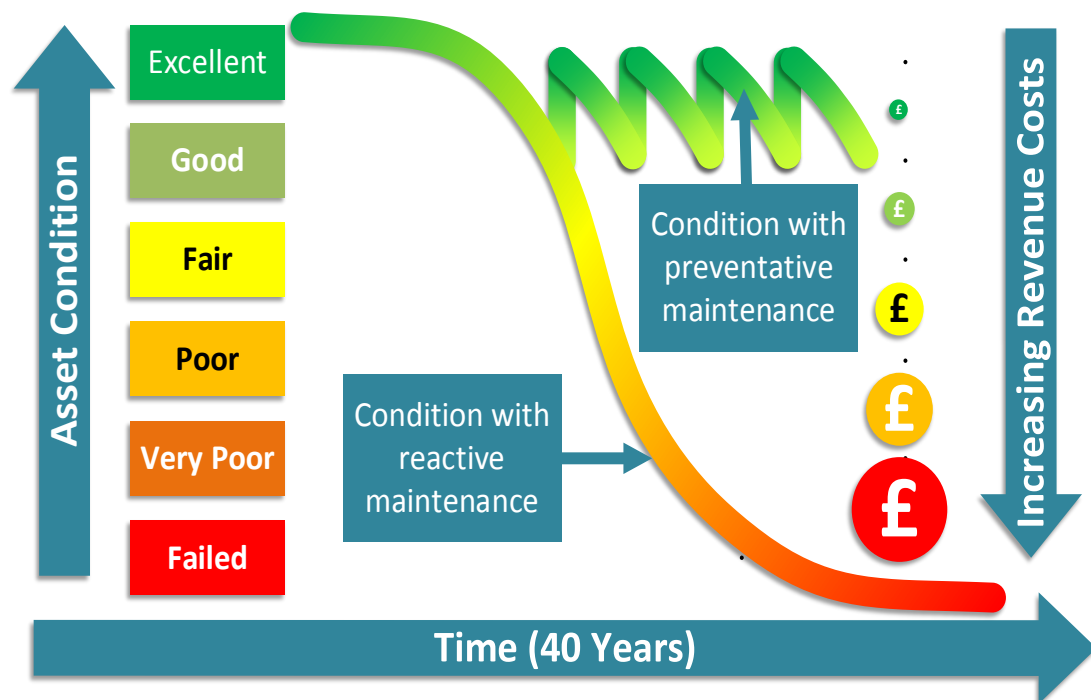 Asset Condition
Excellent
Good
Fair
Poor
Very Poor
Failed
Condition with
preventative
maintenance
Condition with
reactive
maintenance
£
£
£
£
£
Increasing Revenue Costs
Time (40 Years)